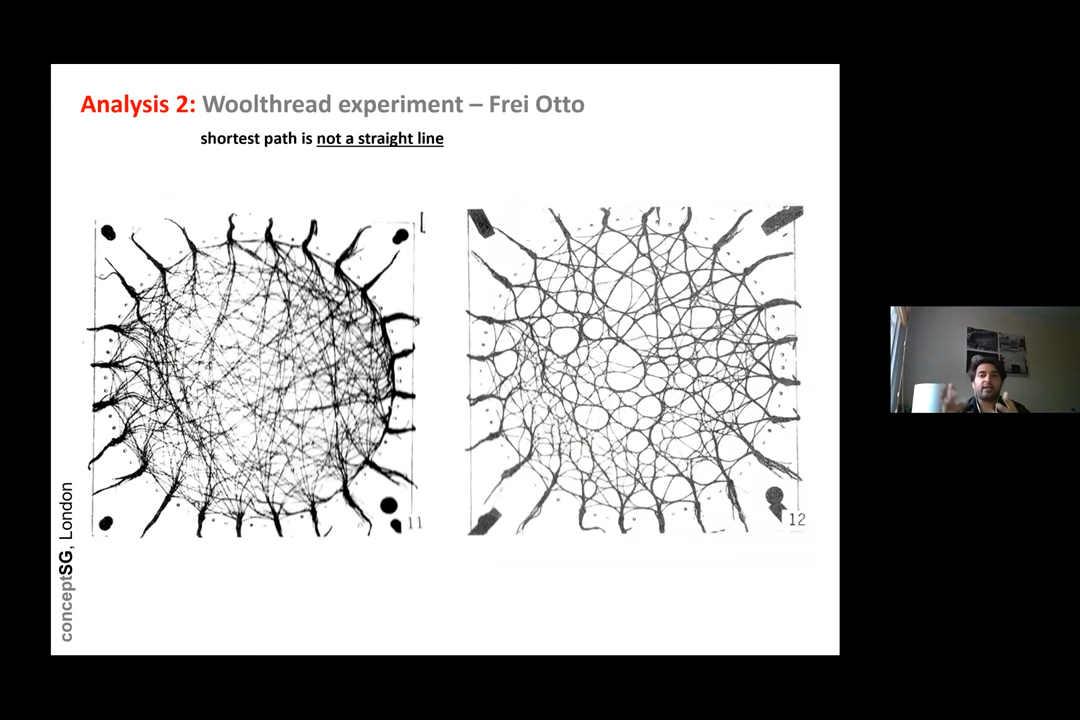 Analysis 2: Woolthread experiment – Frei Otto
shortest path is not a straight line
11
12
conceptSG, London